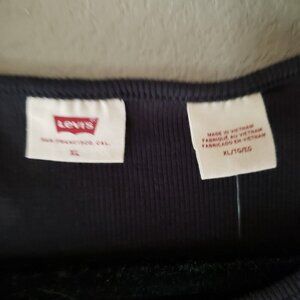 Levi's
SAN FRANCISCO, CAL.
XL
MADE IN VIETNAM
FABRIQUÉ AU VIETNAM
FABRICADO EN VIETNAM
XL/TG/EG